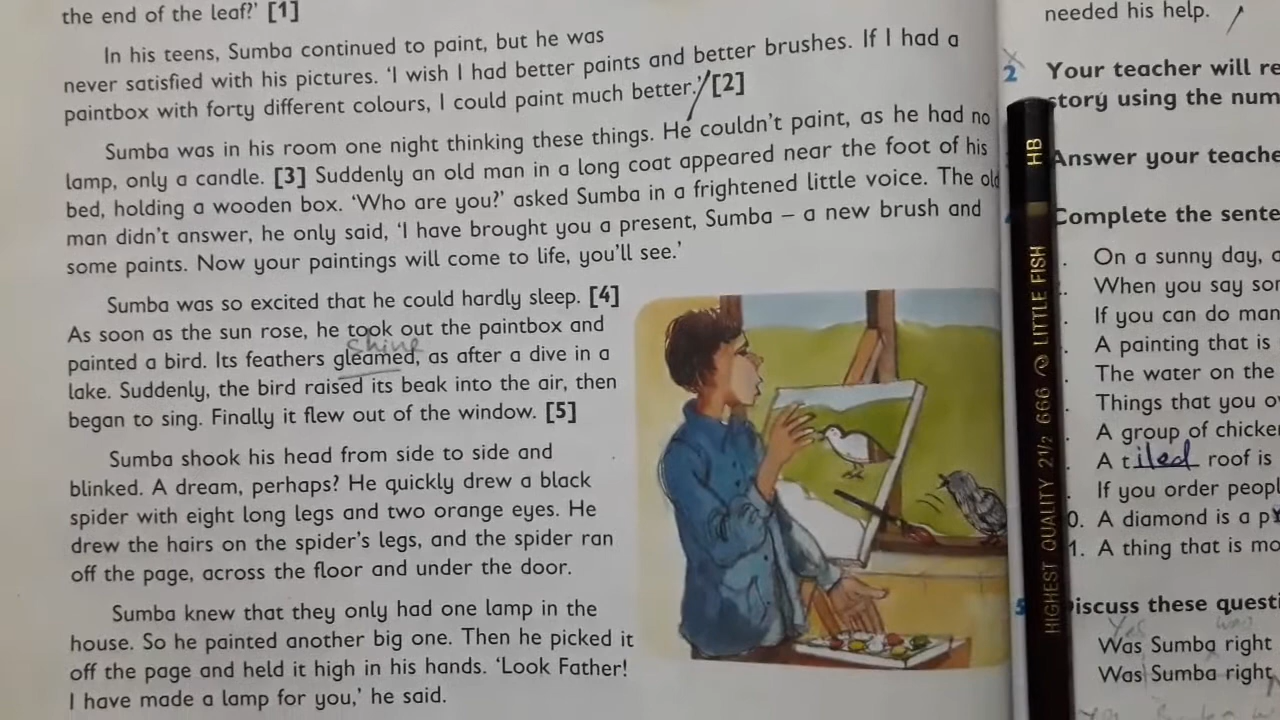 the end of the leaf?' [1]
In his teens, Sumba continued to paint, but he was
never satisfied with his pictures. 'I wish I had better paints and better brushes. If I had a
paintbox with forty different colours, I could paint much better.' [2]
Sumba was in his room one night thinking these things. He couldn't paint, as he had no
lamp, only a candle. [3] Suddenly an old man in a long coat appeared near the foot of his
bed, holding a wooden box. 'Who are you?' asked Sumba in a frightened little voice. The old
man didn't answer, he only said, 'I have brought you a present, Sumba – a new brush and
some paints. Now your paintings will come to life, you'll see.'
Sumba was so excited that he could hardly sleep. [4]
As soon as the sun rose, he took out the paintbox and
shine
painted a bird. Its feathers gleamed, as after a dive in a
lake. Suddenly, the bird raised its beak into the air, then
began to sing. Finally it flew out of the window. [5]
Sumba shook his head from side to side and
blinked. A dream, perhaps? He quickly drew a black
spider with eight long legs and two orange eyes. He
drew the hairs on the spider's legs, and the spider ran
off the page, across the floor and under the door.
Sumba knew that they only had one lamp in the
house. So he painted another big one. Then he picked it
off the page and held it high in his hands. 'Look Father!
I have made a lamp for you,' he said.
HIGHEST QUALITY 2 1/2 666 @ LITTLE FISH HB
needed his help.
2 Your teacher will re
story using the num
Answer your teache
Complete the sente
On a sunny day, a
When you say sor
If you can do man
A painting that is
The water on the
Things that you o
A group of chicke
A tiled roof is
If you order peopl
0. A diamond is a p
1. A thing that is mo
5 iscuss these questi
Yes was
Was Sumba right
Was Sumba right